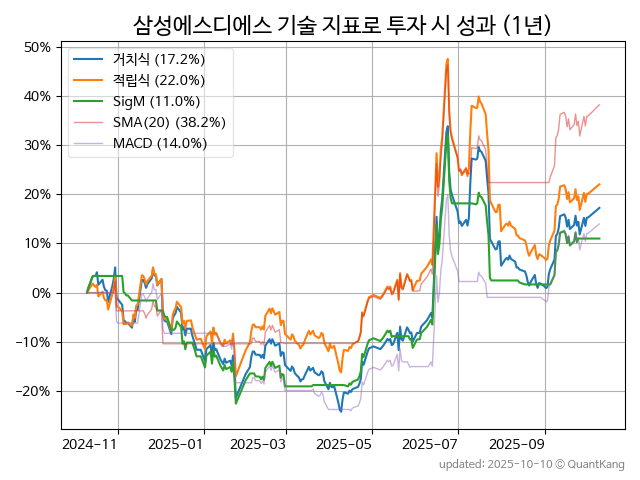 삼성에스디에스 기술 지표로 투자 시 성과 (1년)
거치식 (17.2%)
적립식 (22.0%)
SigM (11.0%)
SMA(20) (38.2%)
MACD (14.0%)
50%
40%
30%
20%
10%
0%
−10%
−20%
2024-11
2025-01
2025-03
2025-05
2025-07
2025-09
updated: 2025-10-10 © QuantKang